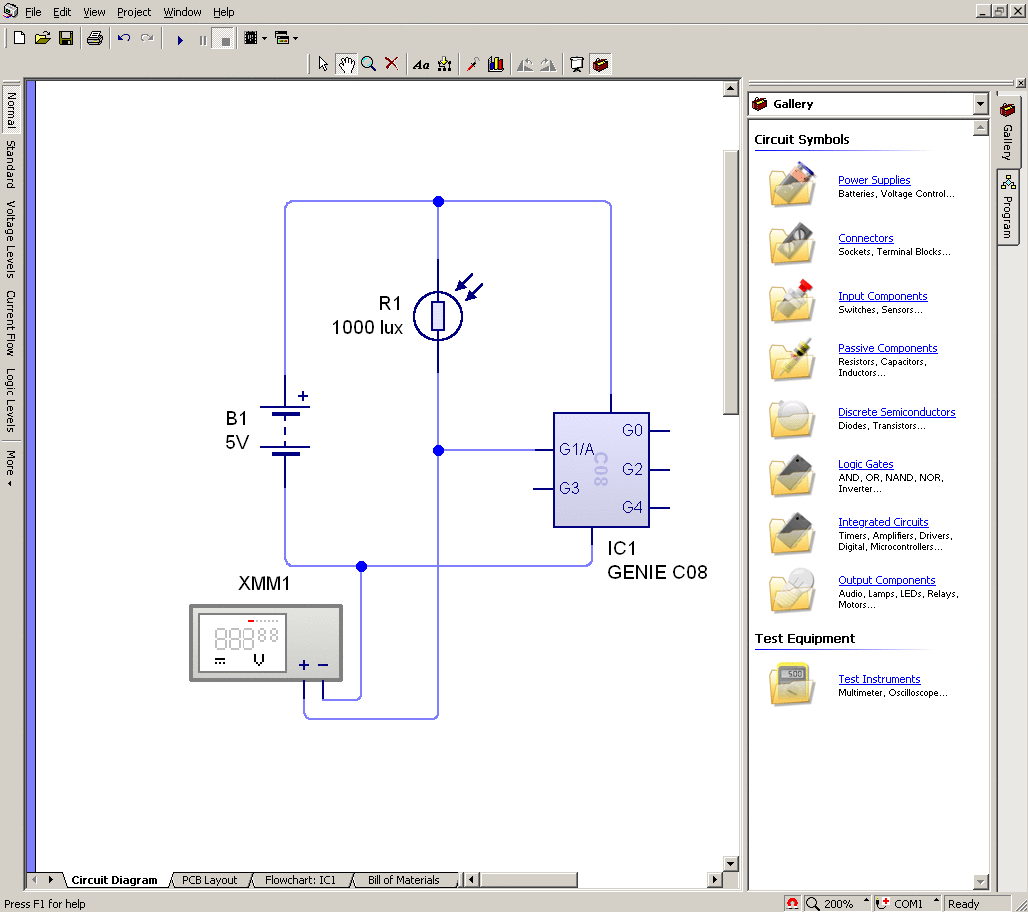 File Edit View Project Window Help
Aa
Normal
Standard
Voltage Levels
Current Flow
Logic Levels
More
R1
1000 lux
B1
5V
+
G0
G1/A
G2
G3
G4
C08
IC1
GENIE C08
XMM1
888 88
V
+ −
Circuit Diagram PCB Layout Flowchart: IC1 Bill of Materials
Gallery
Circuit Symbols
Power Supplies
Batteries, Voltage Control...
Connectors
Sockets, Terminal Blocks...
Input Components
Switches, Sensors...
Passive Components
Resistors, Capacitors,
Inductors...
Discrete Semiconductors
Diodes, Transistors...
Logic Gates
AND, OR, NAND, NOR,
Inverter...
Integrated Circuits
Timers, Amplifiers, Drivers,
Digital, Microcontrollers...
Output Components
Audio, Lamps, LEDs, Relays,
Motors...
Test Equipment
500
Test Instruments
Multimeter, Oscilloscope...
Gallery
Program
Press F1 for help
200%
COM1
Ready